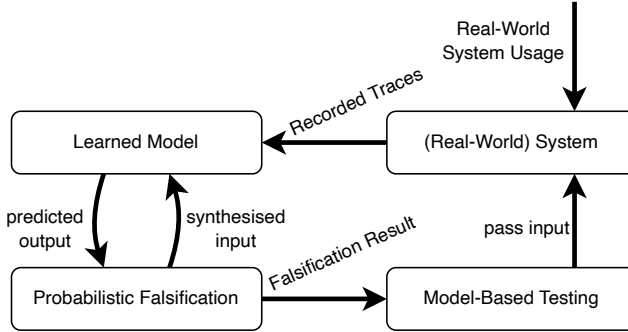 Real-World
System Usage
Recorded Traces
Learned Model
(Real-World) System
predicted
output
synthesised
input
Falsification Result
pass input
Probabilistic Falsification
Model-Based Testing